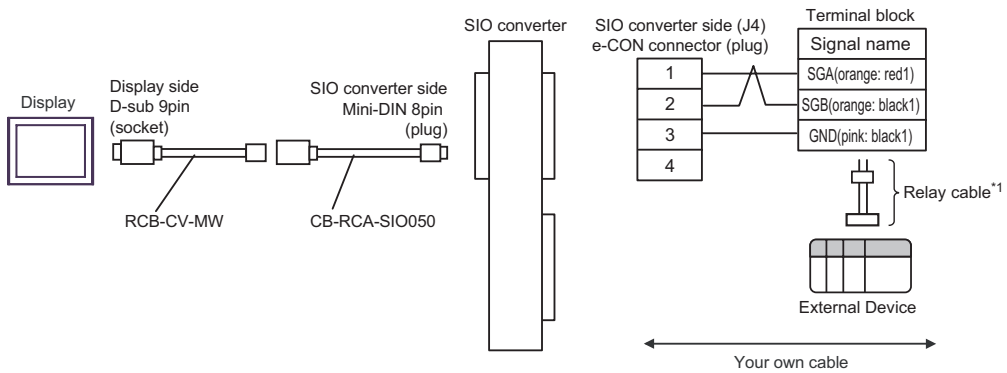 Display
Display side
D-sub 9pin
(socket)
RCB-CV-MW
SIO converter side
Mini-DIN 8pin
(plug)
CB-RCA-SIO050
SIO converter
SIO converter side (J4)
e-CON connector (plug)
1
2
3
4
Terminal block
Signal name
SGA(orange: red1)
SGB(orange: black1)
GND(pink: black1)
Relay cable*1
External Device
Your own cable